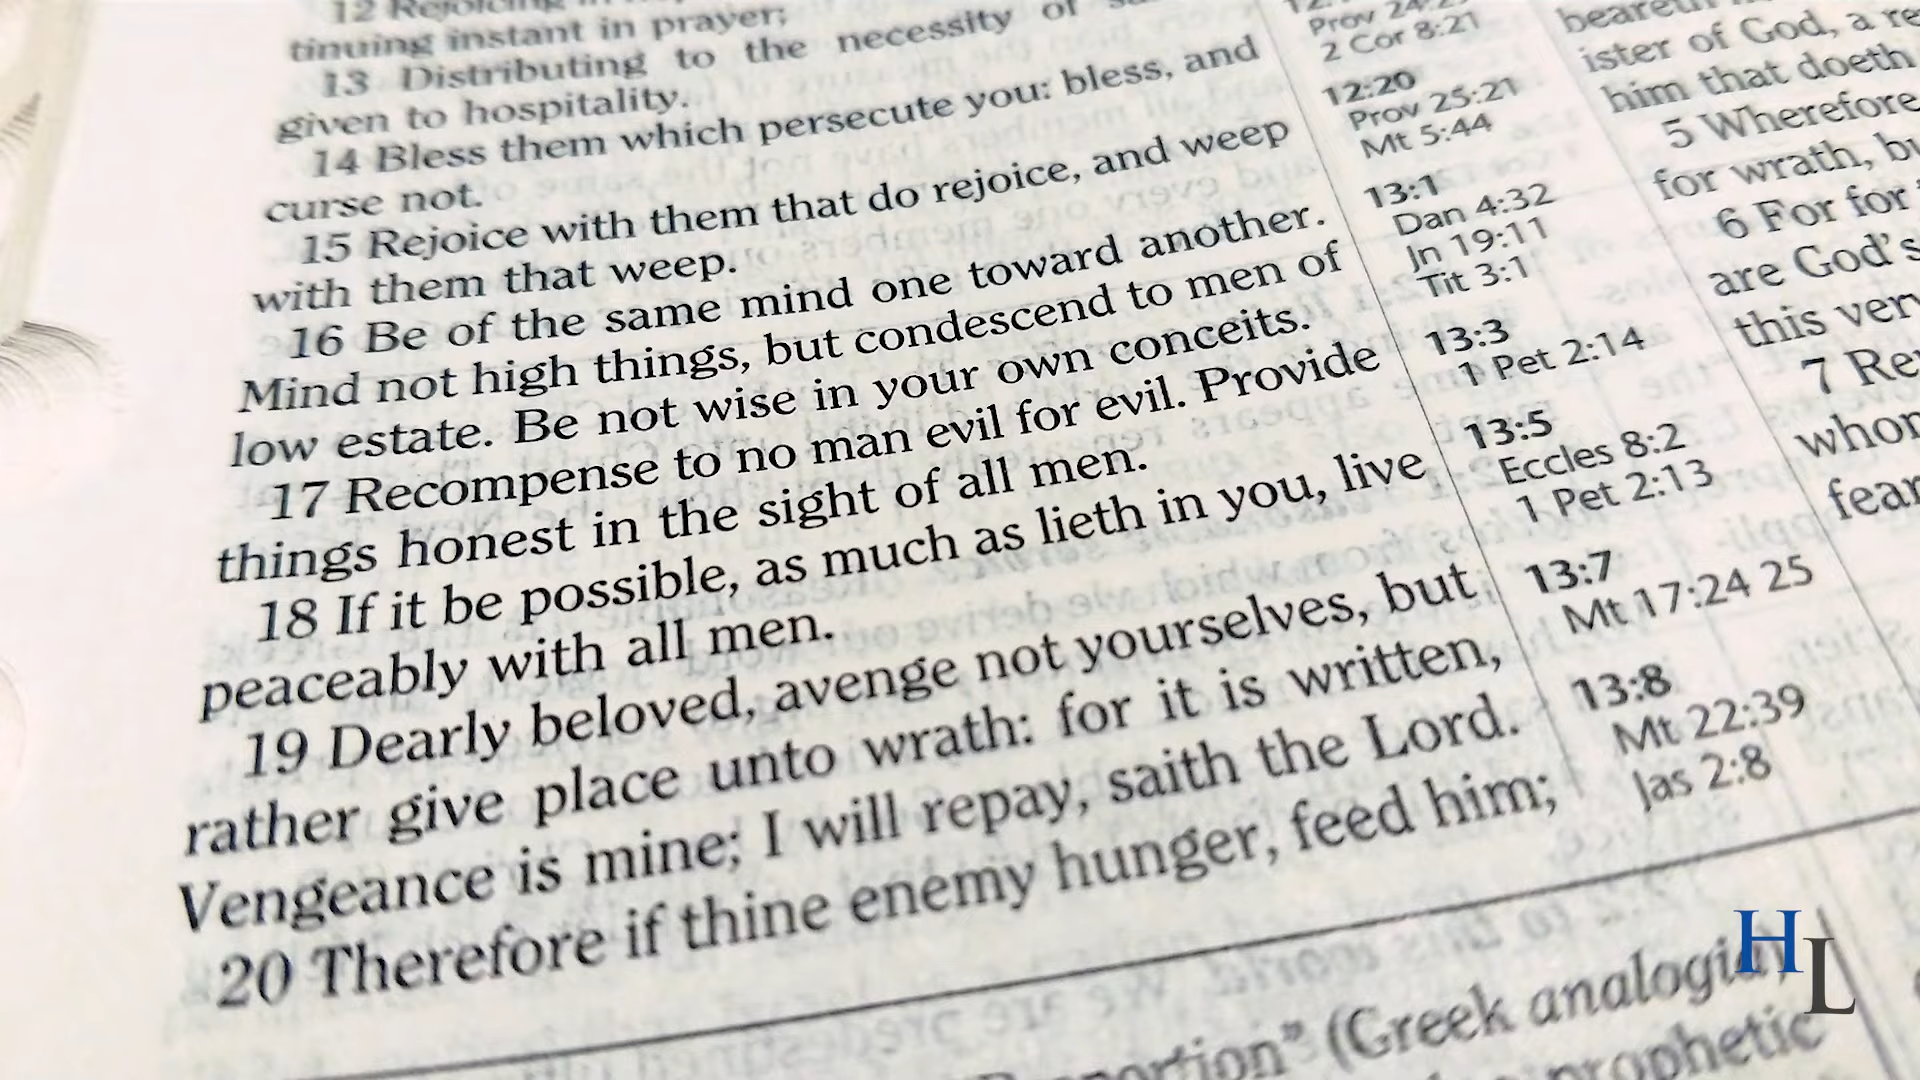 12 Rejoicing in
tinuing instant in prayer;
13 Distributing to the necessity of
given to hospitality.
14 Bless them which persecute you: bless, and
curse not.
15 Rejoice with them that do rejoice, and weep
with them that weep.
16 Be of the same mind one toward another.
Mind not high things, but condescend to men of
low estate. Be not wise in your own conceits.
17 Recompense to no man evil for evil. Provide
things honest in the sight of all men.
18 If it be possible, as much as lieth in you, live
peaceably with all men.
19 Dearly beloved, avenge not yourselves, but
rather give place unto wrath: for it is written,
Vengeance is mine; I will repay, saith the Lord.
20 Therefore if thine enemy hunger, feed him;
Prov
2 Cor 8:21
12:20
Prov 25:21
Mt 5:44
13:1
Dan 4:32
Jn 19:11
Tit 3:1
13:3
1 Pet 2:14
13:5
Eccles 8:2
1 Pet 2:13
13:7
Mt 17:24 25
13:8
Mt 22:39
Jas 2:8
ister of God, a
him that doeth
5 Wherefore
for wrath,
6 For for
are God's
this
7
(Greek analogia)
prophetic
HL